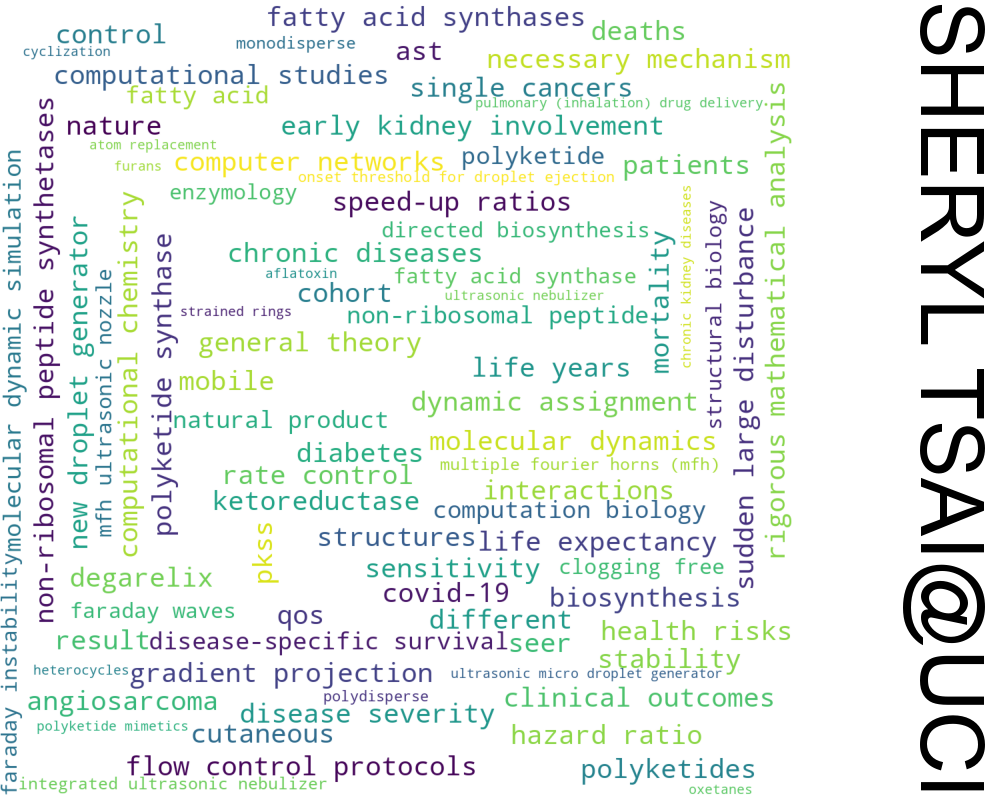 fatty acid synthases
deaths
control
monodisperse
cyclization
ast
necessary mechanism
computational studies
single cancers
fatty acid
pulmonary (inhalation) drug delivery.
nature
early kidney involvement
atom replacement
polyketide
furans
computer networks
patients
onset threshold for droplet ejection
enzymology
speed-up ratios
directed biosynthesis
chronic diseases
aflatoxin
fatty acid synthase
cohort
ultrasonic nebulizer
strained rings
non-ribosomal peptide
general theory
life years
mobile
dynamic assignment
natural product
molecular dynamics
diabetes
multiple fourier horns (mfh)
rate control
interactions
ketoreductase
computation biology
structures
life expectancy
sensitivity
clogging free
degarelix
covid-19
biosynthesis
faraday waves
qos
different
health risks
result
disease-specific survival
seer
stability
heterocycles
gradient projection
ultrasonic micro droplet generator
angiosarcoma
polydisperse
clinical outcomes
disease severity
polyketide mimetics
cutaneous
hazard ratio
flow control protocols
polyketides
integrated ultrasonic nebulizer
oxetanes
faraday instability
molecular dynamic simulation
non-ribosomal peptide synthetases
new droplet generator
mfh ultrasonic nozzle
computational chemistry
polyketide synthase
pkss
mortality
chronic kidney diseases
structural biology
sudden large disturbance
rigorous mathematical analysis
SHERYL TSAI@UCI